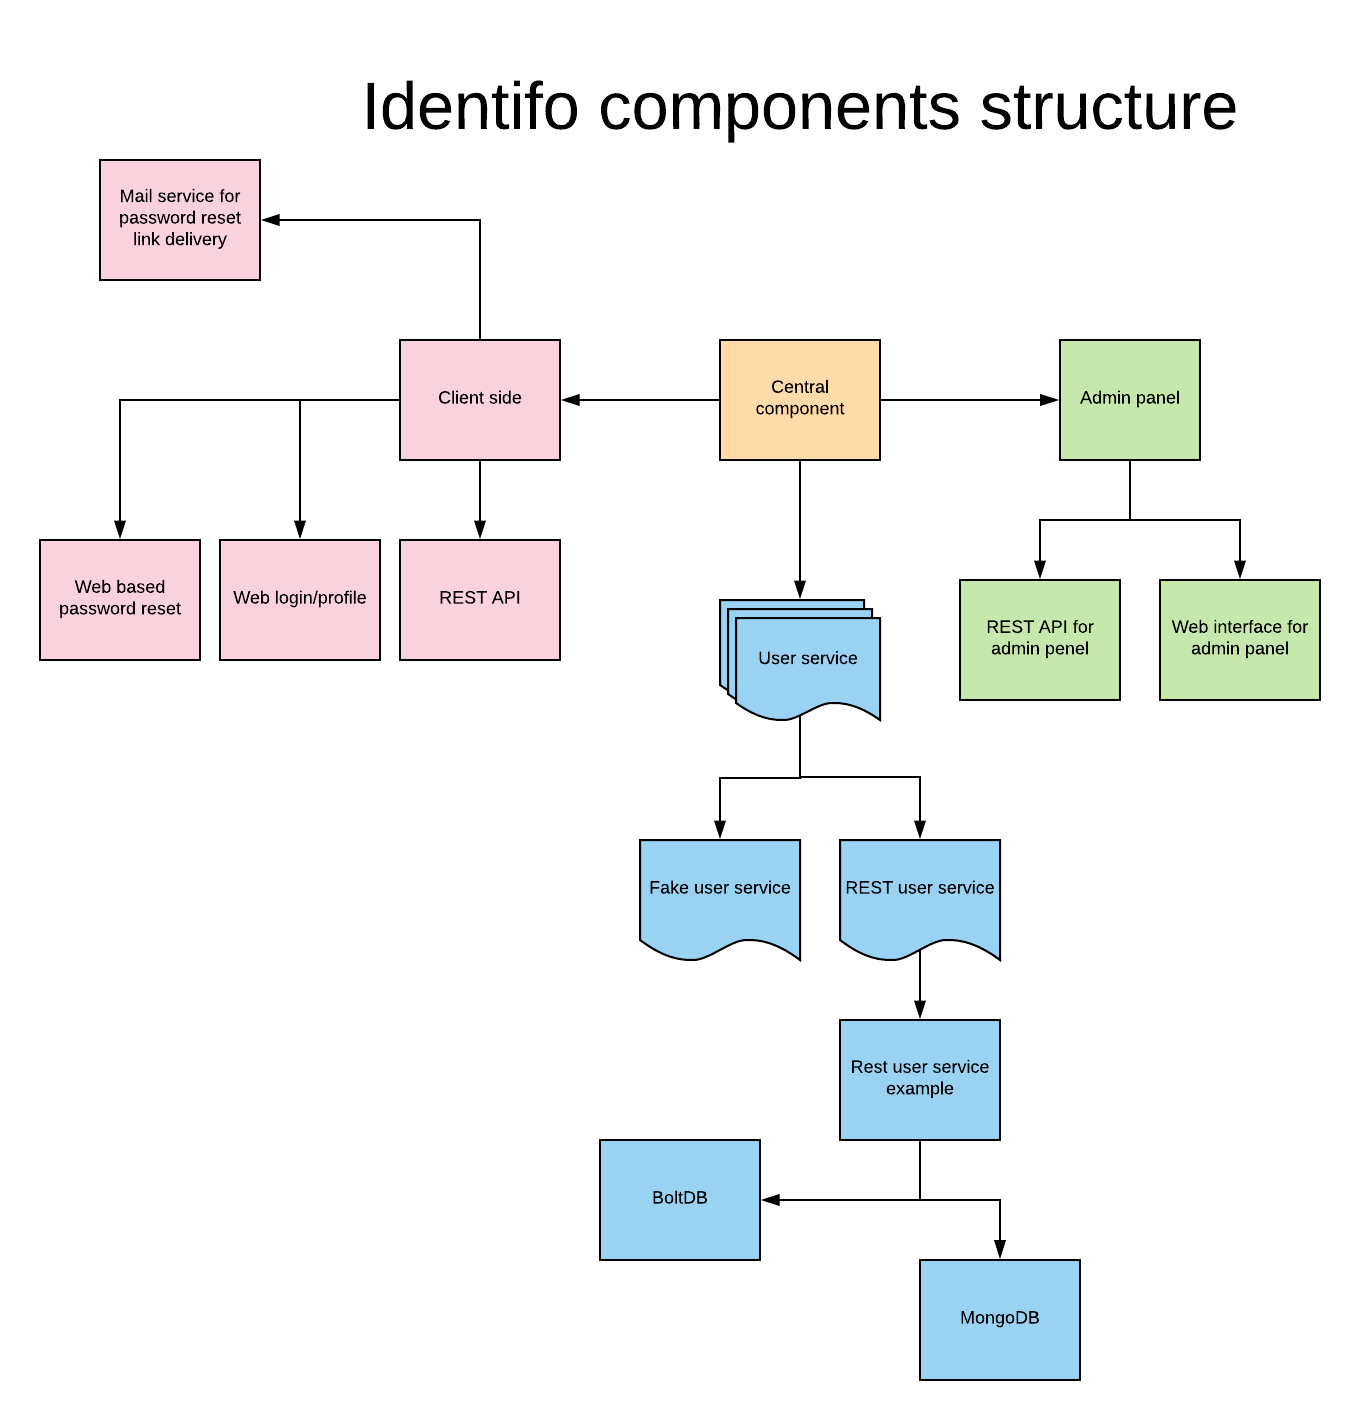 Identifo components structure
Mail service for
password reset
link delivery
Client side
Central
component
Admin panel
Web based
password reset
Web login/profile
REST API
REST API for
admin penel
Web interface for
admin panel
User service
Fake user service
REST user service
Rest user service
example
BoltDB
MongoDB